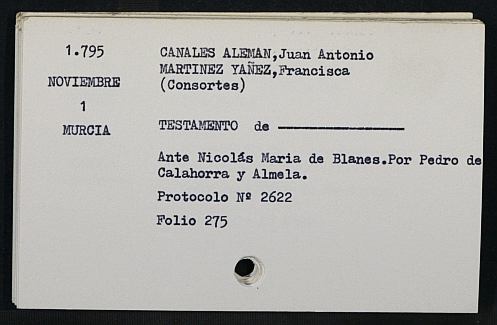 1.795
NOVIEMBRE
1
MURCIA
CANALES ALEMAN,Juan Antonio
MARTINEZ YAÑEZ,Francisca
(Consortes)
TESTAMENTO de
Ante Nicolás Maria de Blanes.Por Pedro de
Calahorra y Almela.
Protocolo Nº 2622
Folio 275